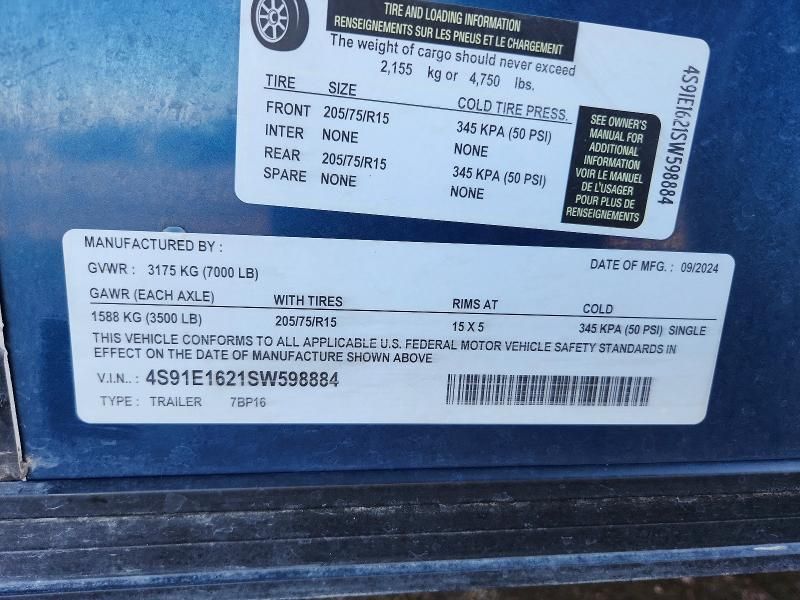 TIRE AND LOADING INFORMATION
RENSEIGNEMENTS SUR LES PNEUS ET LE CHARGEMENT
The weight of cargo should never exceed
2,155 kg or 4,750 lbs.
TIRE SIZE COLD TIRE PRESS.
FRONT 205/75/R15 345 KPA (50 PSI)
INTER NONE NONE
REAR 205/75/R15 345 KPA (50 PSI)
SPARE NONE NONE
SEE OWNER'S
MANUAL FOR
ADDITIONAL
INFORMATION
VOIR LE MANUEL
DE L'USAGER
POUR PLUS DE
RENSEIGNEMENTS
4S91E1621SW598884
MANUFACTURED BY :
DATE OF MFG. : 09/2024
GVWR : 3175 KG (7000 LB)
GAWR (EACH AXLE) WITH TIRES RIMS AT COLD
1588 KG (3500 LB) 205/75/R15 15 X 5 345 KPA (50 PSI) SINGLE
THIS VEHICLE CONFORMS TO ALL APPLICABLE U.S. FEDERAL MOTOR VEHICLE SAFETY STANDARDS IN
EFFECT ON THE DATE OF MANUFACTURE SHOWN ABOVE
V.I.N.. : 4S91E1621SW598884
TYPE : TRAILER 7BP16